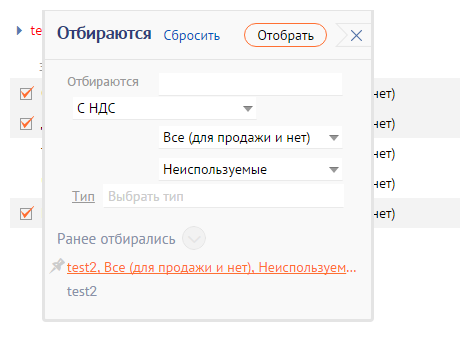 te
Отбираются Сбросить Отобрать
Отбираются
С НДС
нет)
Все (для продажи и нет)
нет)
нет)
Неиспользуемые
нет)
Тип Выбрать тип
нет)
Ранее отбирались
test2, Все (для продажи и нет), Неиспользуем...
test2